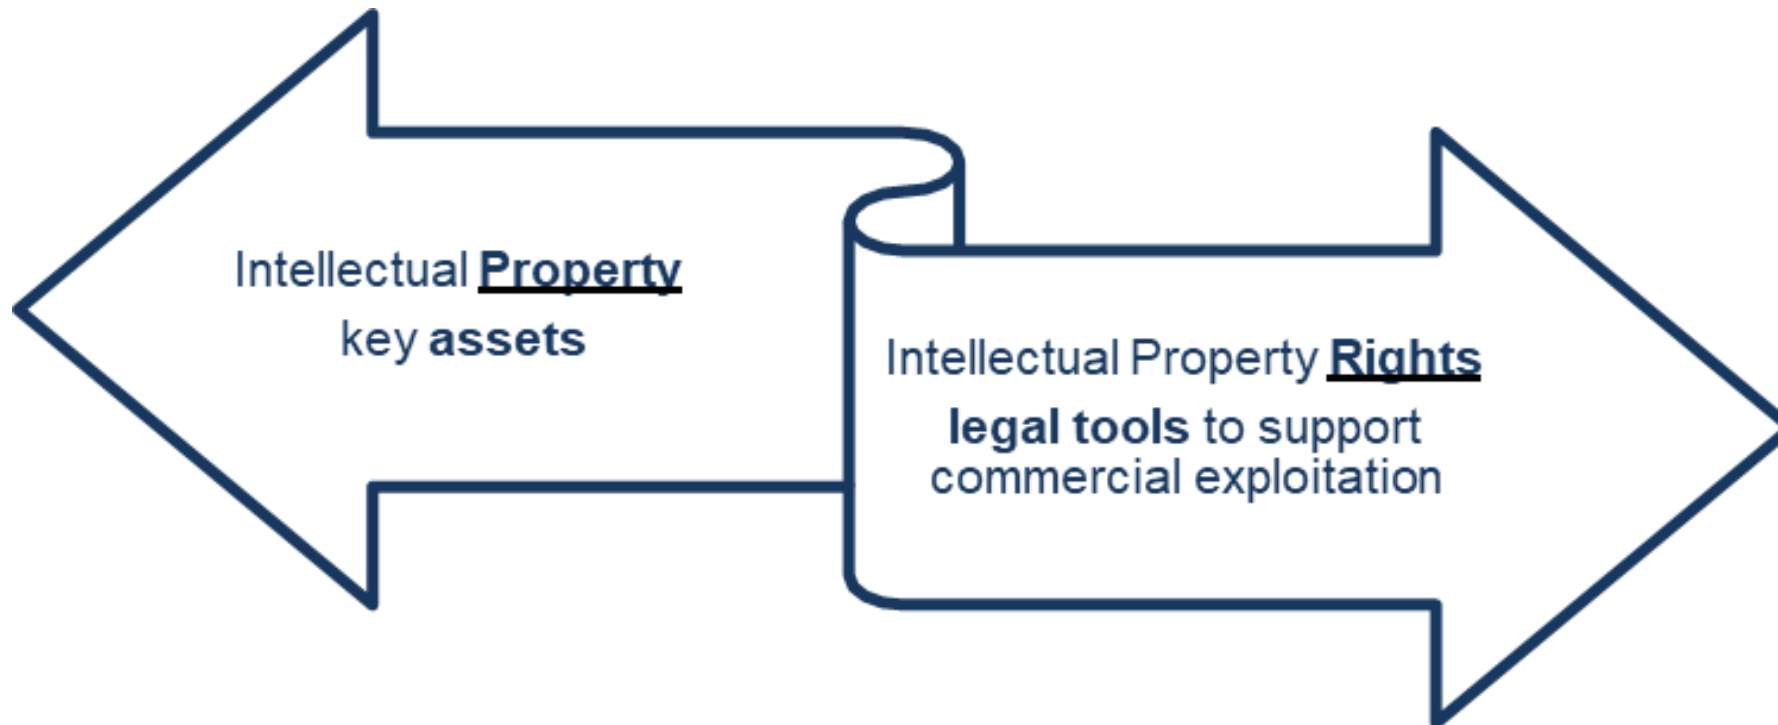 Intellectual Property
key assets
Intellectual Property Rights
legal tools to support
commercial exploitation